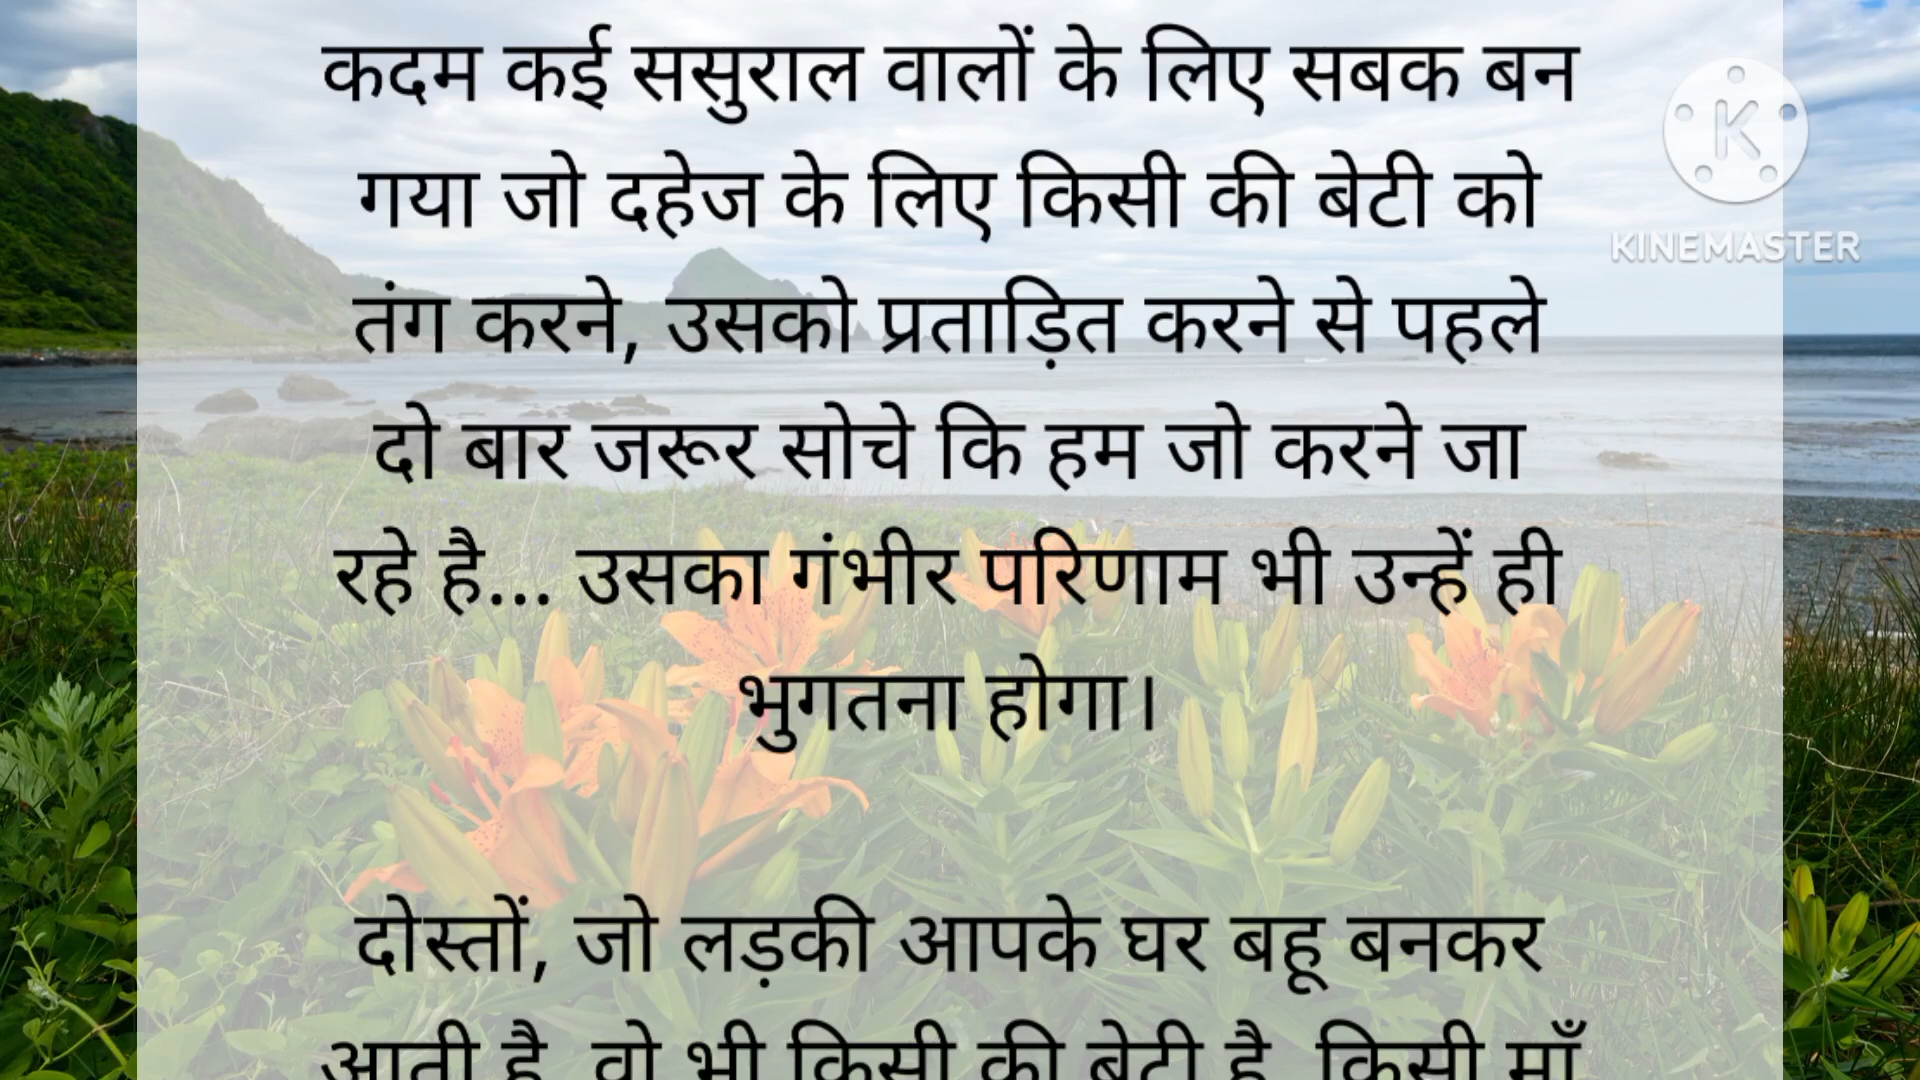 कदम कई ससुराल वालों के लिए सबक बन
गया जो दहेज के लिए किसी की बेटी को
तंग करने, उसको प्रताड़ित करने से पहले
दो बार जरूर सोचे कि हम जो करने जा
रहे है... उसका गंभीर परिणाम भी उन्हें ही
भुगतना होगा।
दोस्तों, जो लड़की आपके घर बहू बनकर
आती है, वो भी किसी की बेटी है, किसी माँ
KINEMASTER